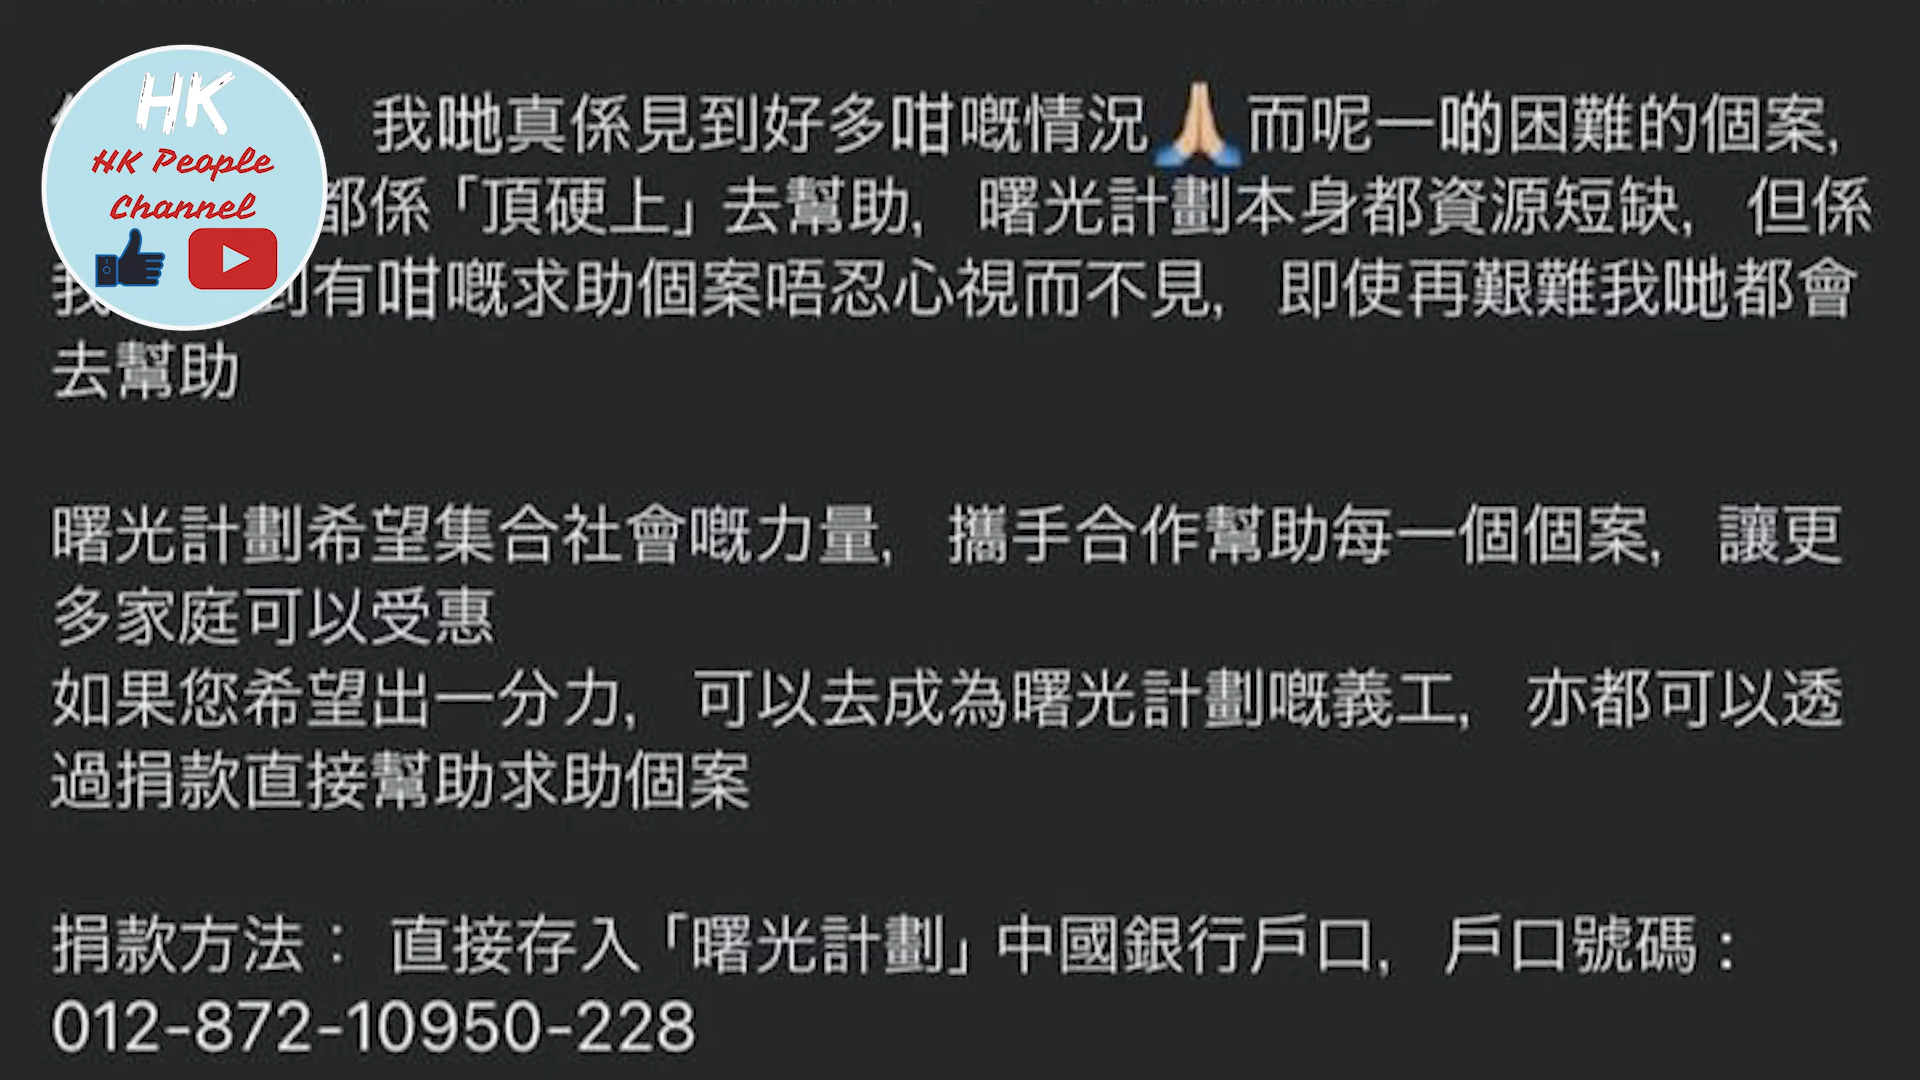 HK
HK People
Channel
我哋真係見到好多咁嘅情況🙏🏼而呢一啲困難的個案,
都係「頂硬上」去幫助, 曙光計劃本身都資源短缺, 但係
我 到有咁嘅求助個案唔忍心視而不見, 即使再艱難我哋都會
去幫助
曙光計劃希望集合社會嘅力量, 攜手合作幫助每一個個案, 讓更
多家庭可以受惠
如果您希望出一分力, 可以去成為曙光計劃嘅義工, 亦都可以透
過捐款直接幫助求助個案
捐款方法： 直接存入「曙光計劃」中國銀行戶口, 戶口號碼：
012-872-10950-228